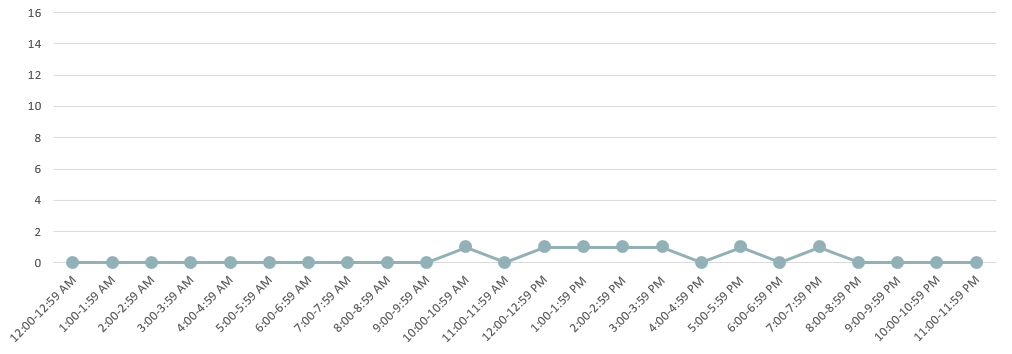 16
14
12
10
8
6
4
2
0
12:00-12:59 AM
1:00-1:59 AM
2:00-2:59 AM
3:00-3:59 AM
4:00-4:59 AM
5:00-5:59 AM
6:00-6:59 AM
7:00-7:59 AM
8:00-8:59 AM
9:00-9:59 AM
10:00-10:59 AM
11:00-11:59 AM
12:00-12:59 PM
1:00-1:59 PM
2:00-2:59 PM
3:00-3:59 PM
4:00-4:59 PM
5:00-5:59 PM
6:00-6:59 PM
7:00-7:59 PM
8:00-8:59 PM
9:00-9:59 PM
10:00-10:59 PM
11:00-11:59 PM